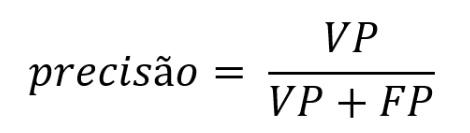 precisão = VP / (VP + FP)